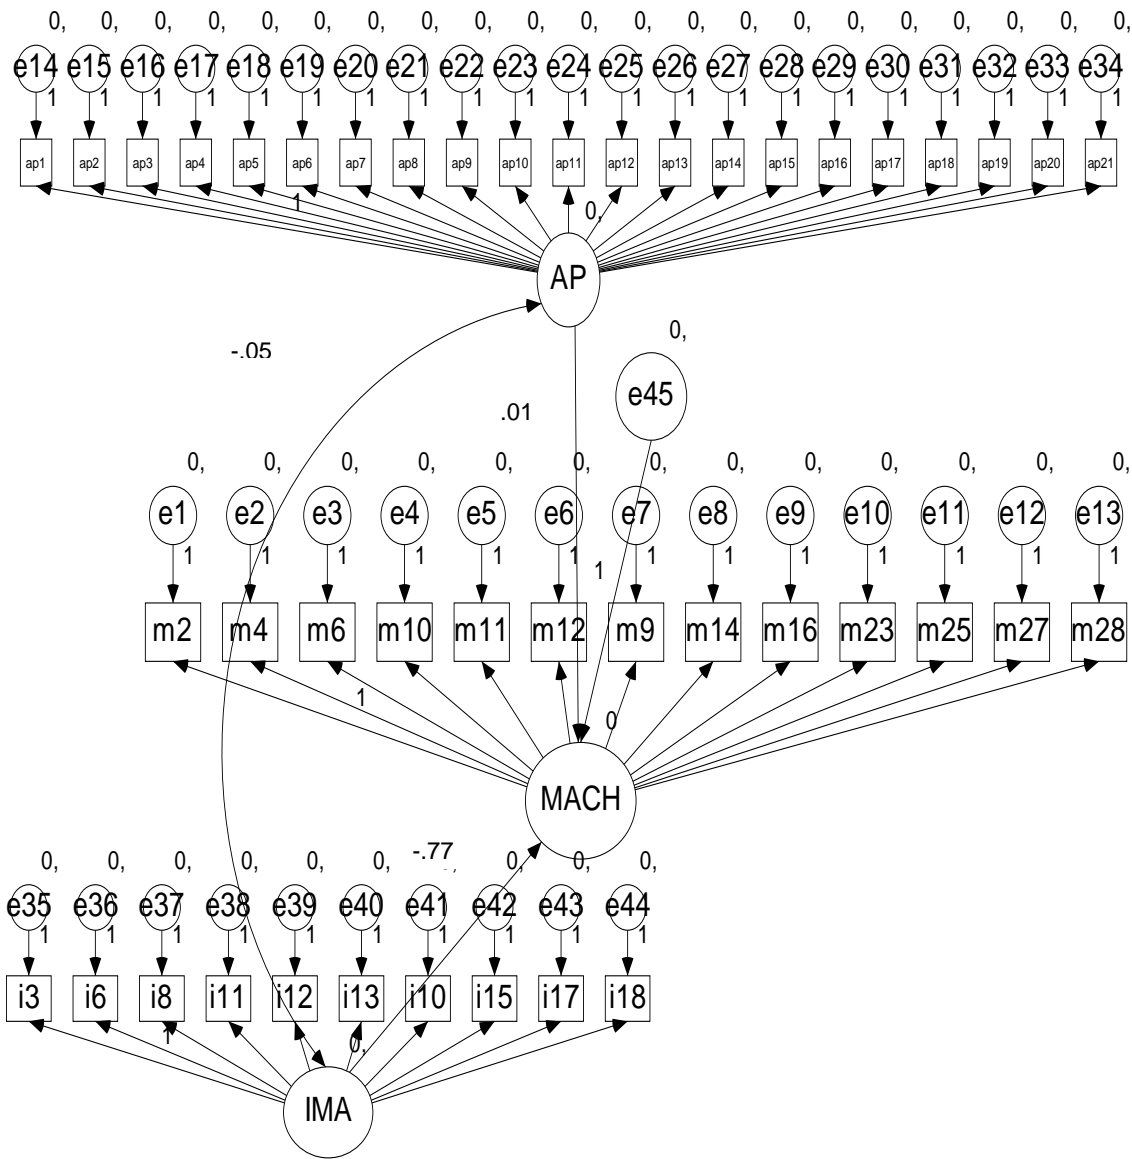 0, 0, 0, 0, 0, 0, 0, 0, 0, 0, 0, 0, 0, 0, 0, 0, 0, 0, 0, 0, 0,
e14 e15 e16 e17 e18 e19 e20 e21 e22 e23 e24 e25 e26 e27 e28 e29 e30 e31 e32 e33 e34
1 1 1 1 1 1 1 1 1 1 1 1 1 1 1 1 1 1 1 1 1
ap1 ap2 ap3 ap4 ap5 ap6 ap7 ap8 ap9 ap10 ap11 ap12 ap13 ap14 ap15 ap16 ap17 ap18 ap19 ap20 ap21
1 0,
AP
0,
-.05
e45
.01
0, 0, 0, 0, 0, 0, 0, 0, 0, 0, 0, 0, 0,
e1 e2 e3 e4 e5 e6 e7 e8 e9 e10 e11 e12 e13
1 1 1 1 1 1 1 1 1 1 1 1 1
1
m2 m4 m6 m10 m11 m12 m9 m14 m16 m23 m25 m27 m28
1
0
MACH
-.77
0, 0, 0, 0, 0, 0, 0, 0, 0,
e35 e36 e37 e38 e39 e40 e41 e42 e43 e44
1 1 1 1 1 1 1 1 1 1
i3 i6 i8 i11 i12 i13 i10 i15 i17 i18
1 0,
IMA